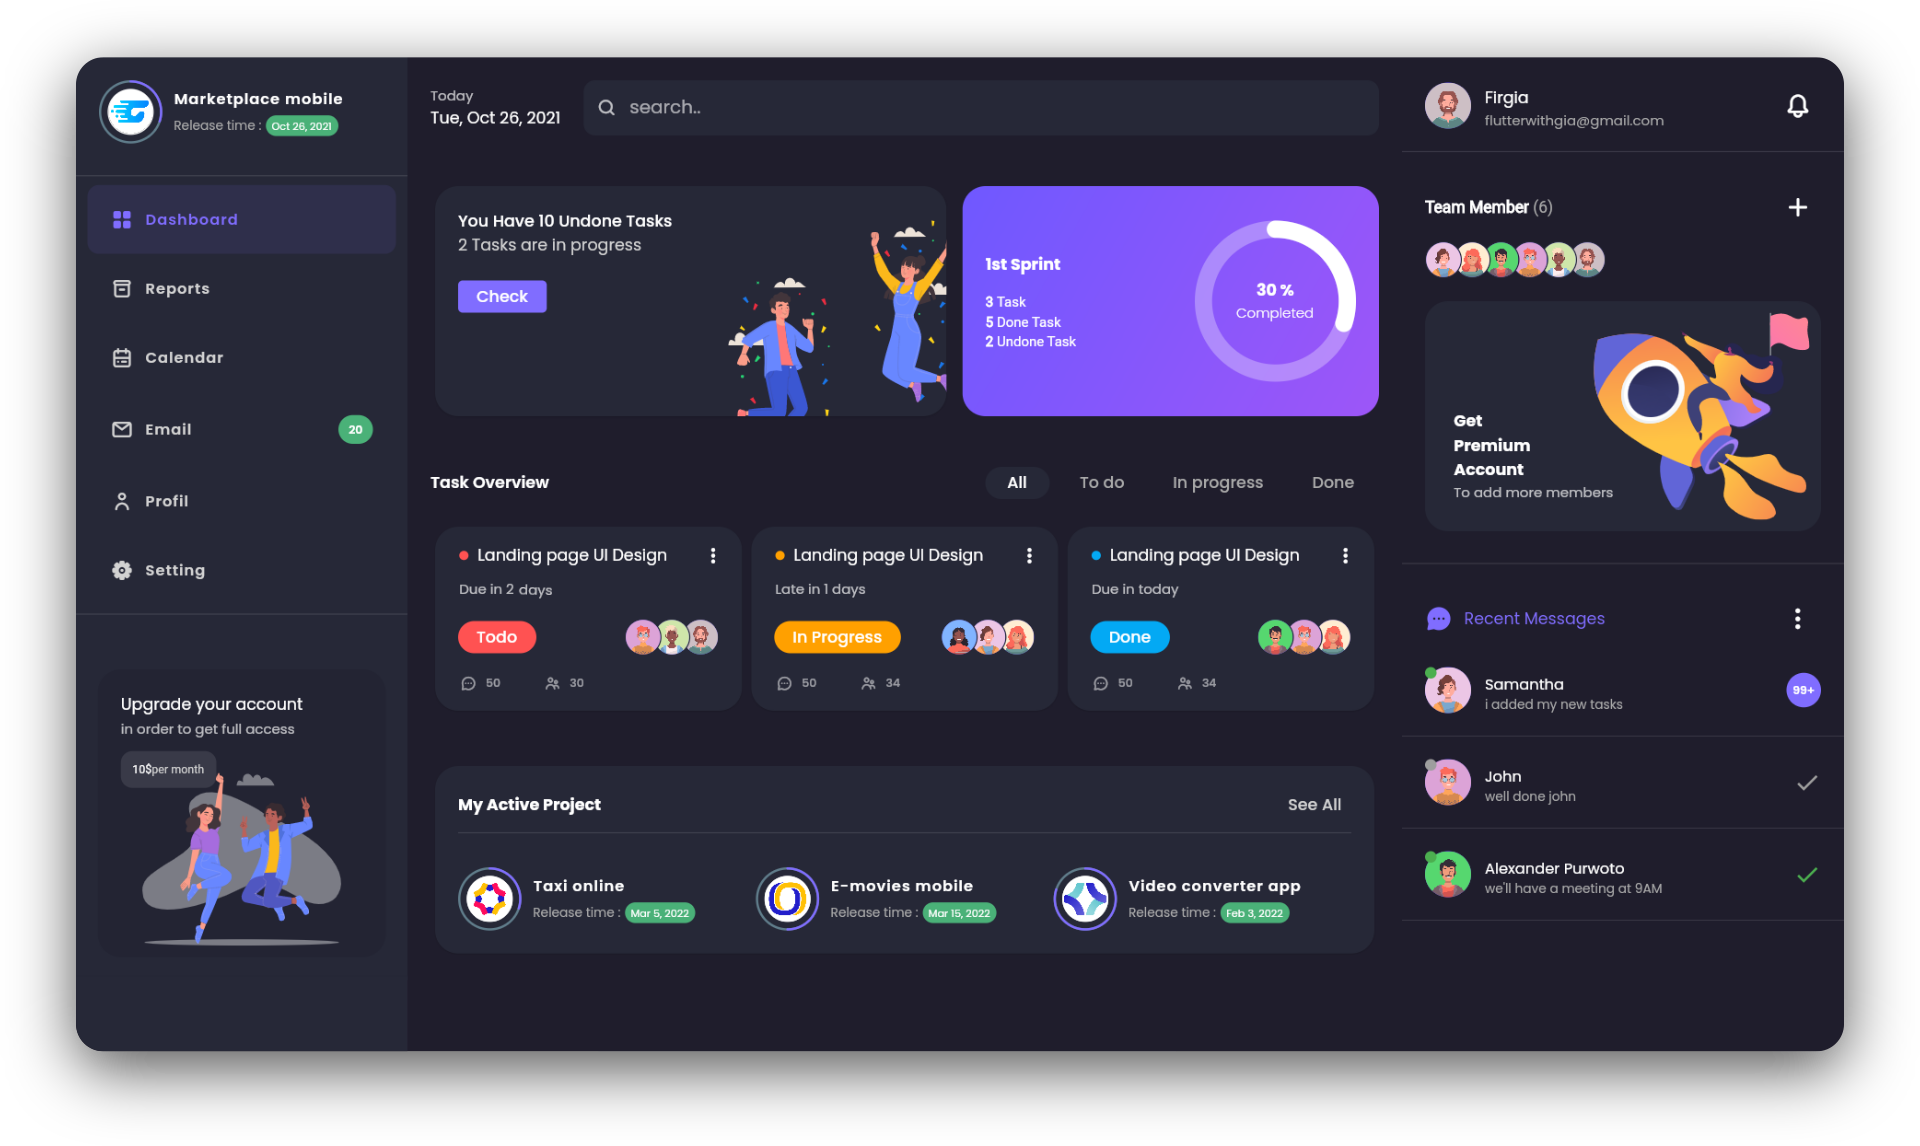 Marketplace mobile
Release time : Oct 26, 2021
Dashboard
Reports
Calendar
Email 20
Profil
Setting
Upgrade your account
in order to get full access
10$per month
Today
Tue, Oct 26, 2021
search..
You Have 10 Undone Tasks
2 Tasks are in progress
Check
1st Sprint
3 Task
5 Done Task
2 Undone Task
30 %
Completed
Task Overview
All To do In progress Done
Landing page UI Design
Due in 2 days
Todo
50 30
Landing page UI Design
Late in 1 days
In Progress
50 34
Landing page UI Design
Due in today
Done
50 34
My Active Project See All
Taxi online
Release time : Mar 5, 2022
E-movies mobile
Release time : Mar 15, 2022
Video converter app
Release time : Feb 3, 2022
Firgia
flutterwithgia@gmail.com
Team Member (6)
Get
Premium
Account
To add more members
Recent Messages
Samantha
i added my new tasks
99+
John
well done john
Alexander Purwoto
we'll have a meeting at 9AM